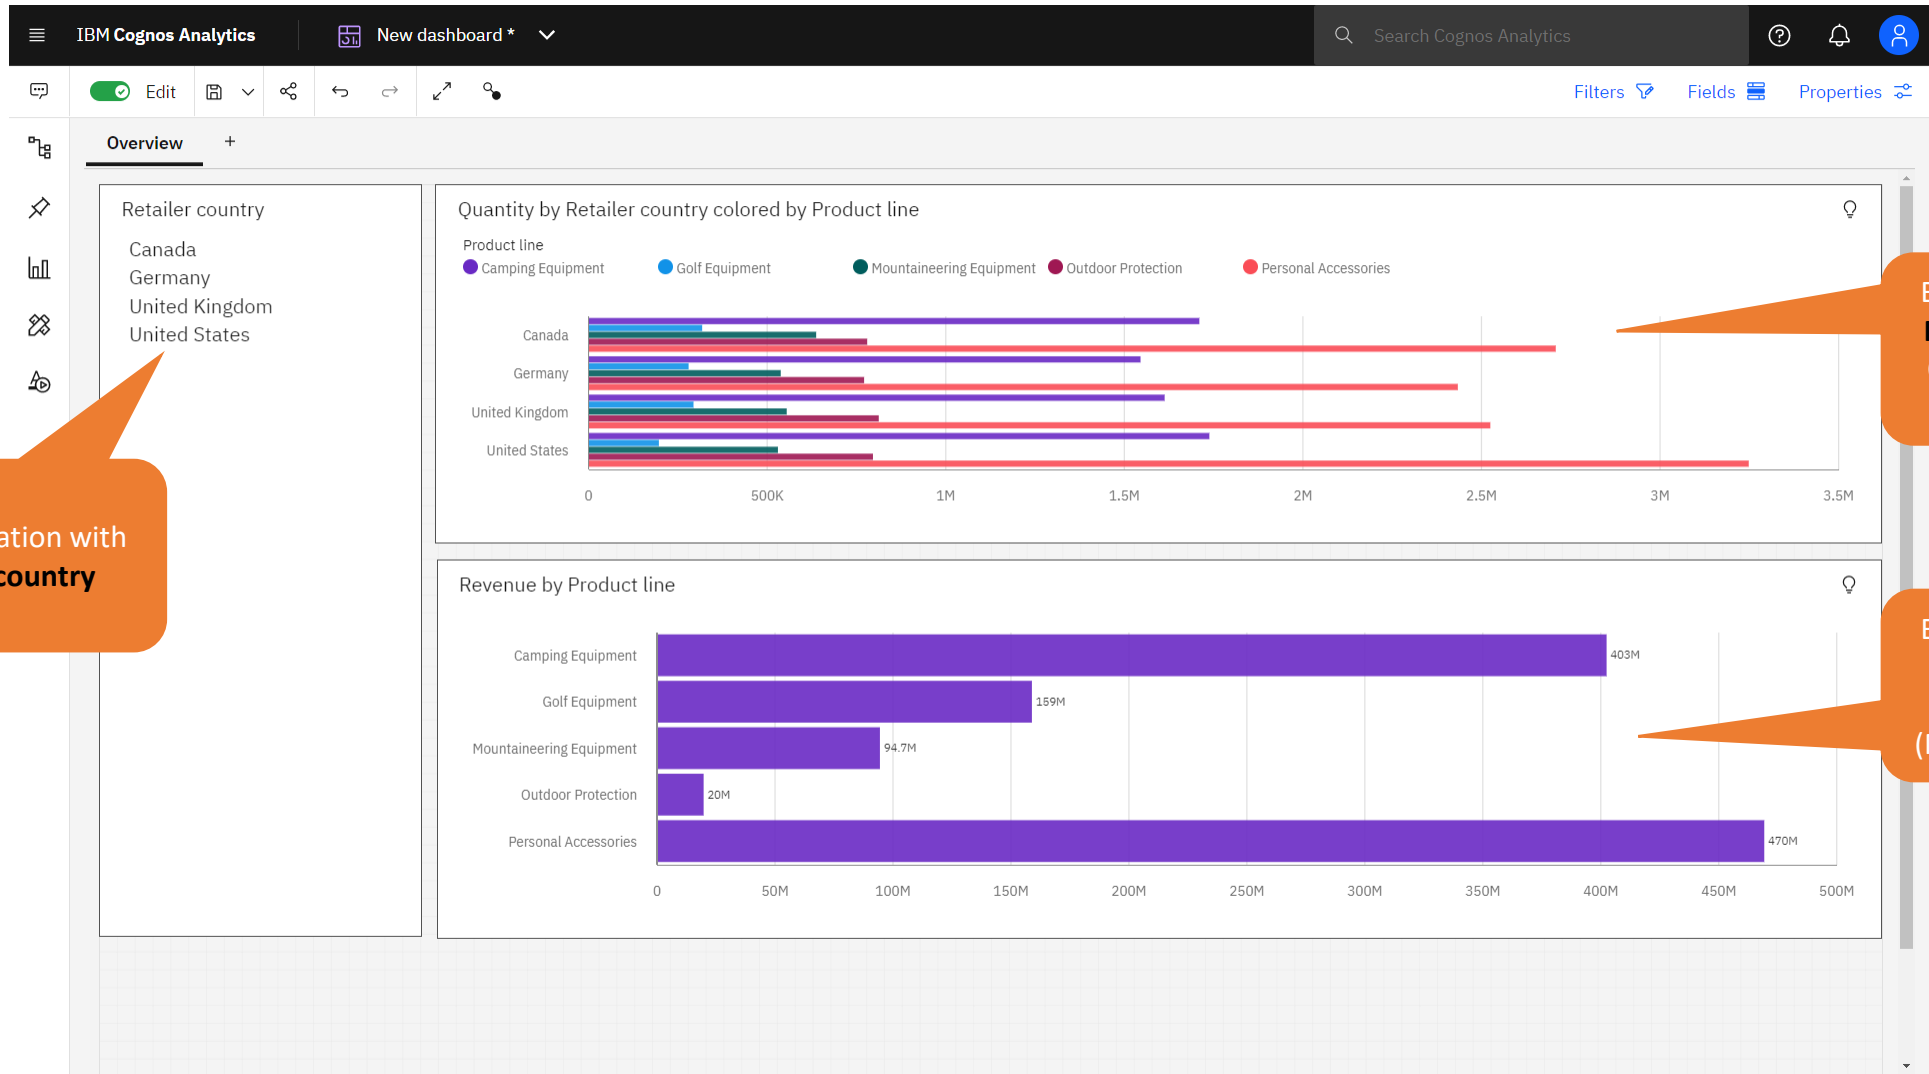 IBM Cognos Analytics
New dashboard *
Search Cognos Analytics
Edit
Filters
Fields
Properties
Overview
+
Retailer country
Canada
Germany
United Kingdom
United States
ation with
country
Quantity by Retailer country colored by Product line
Product line
Camping Equipment
Golf Equipment
Mountaineering Equipment
Outdoor Protection
Personal Accessories
Canada
Germany
United Kingdom
United States
0 500K 1M 1.5M 2M 2.5M 3M 3.5M
Revenue by Product line
Camping Equipment 403M
Golf Equipment 159M
Mountaineering Equipment 94.7M
Outdoor Protection 20M
Personal Accessories 470M
0 50M 100M 150M 200M 250M 300M 350M 400M 450M 500M